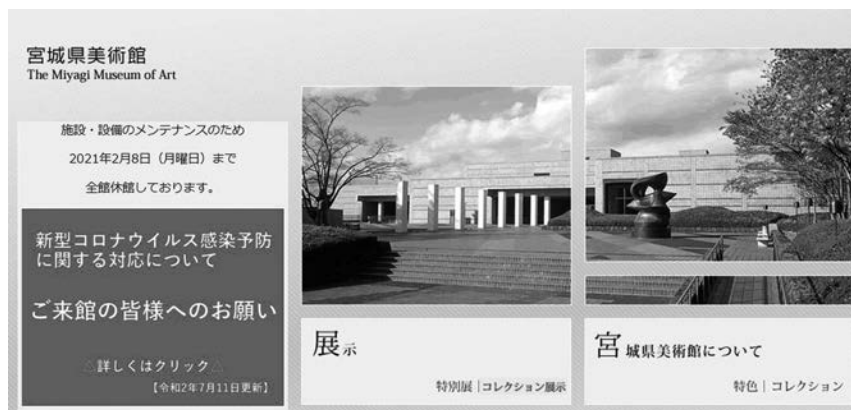 宮城県美術館
The Miyagi Museum of Art
施設・設備のメンテナンスのため
2021年2月8日（月曜日）まで
全館休館しております。
新型コロナウイルス感染予防
に関する対応について
ご来館の皆様へのお願い
△詳しくはクリック△
【令和2年7月11日更新】
展示
特別展｜コレクション展示
宮城県美術館について
特色｜コレクション